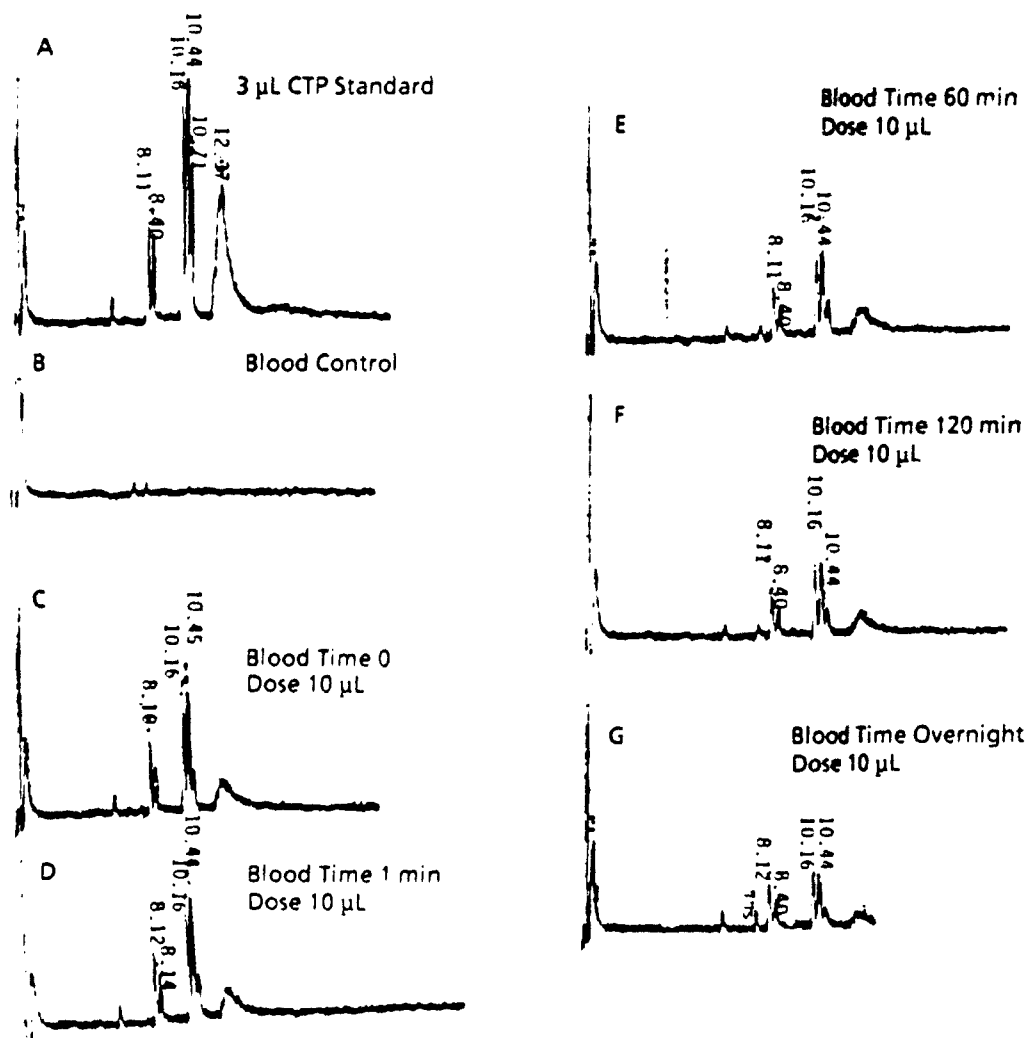 A
10.44
10.16
3 µL CTP Standard
10.71
12.07
8.11
8.40
B
Blood Control
C
10.45
10.16
Blood Time 0
Dose 10 µL
8.10
D
10.44
10.16
Blood Time 1 min
Dose 10 µL
8.12
8.14
E
Blood Time 60 min
Dose 10 µL
10.16
10.44
8.11
8.40
F
Blood Time 120 min
Dose 10 µL
10.16
10.44
8.11
G
Blood Time Overnight
Dose 10 µL
10.16
10.44
8.12
8.40